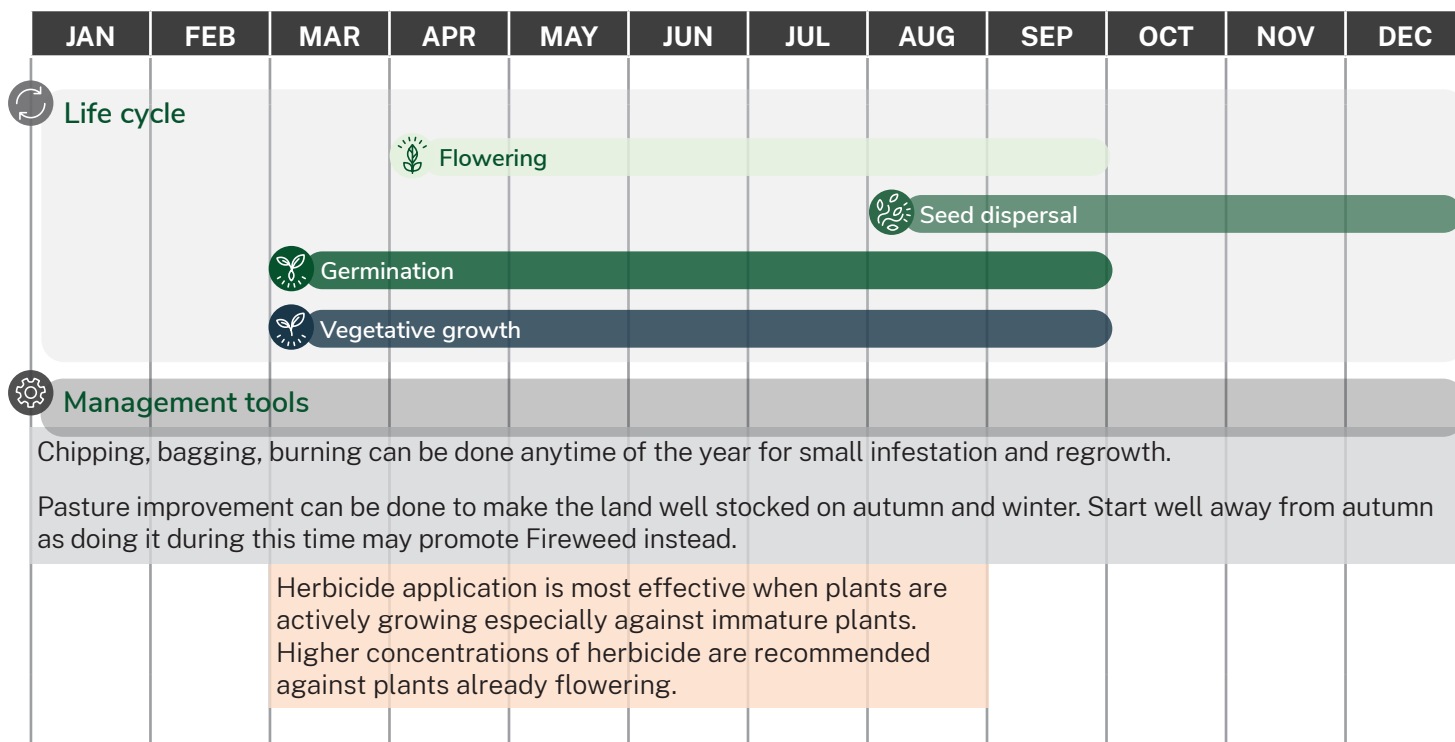 JAN FEB MAR APR MAY JUN JUL AUG SEP OCT NOV DEC
Life cycle
Flowering
Seed dispersal
Germination
Vegetative growth
Management tools
Chipping, bagging, burning can be done anytime of the year for small infestation and regrowth.
Pasture improvement can be done to make the land well stocked on autumn and winter. Start well away from autumn
as doing it during this time may promote Fireweed instead.
Herbicide application is most effective when plants are
actively growing especially against immature plants.
Higher concentrations of herbicide are recommended
against plants already flowering.